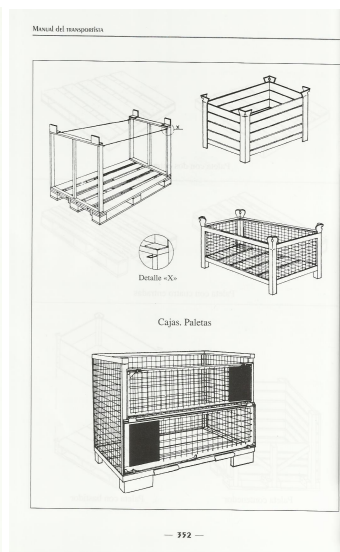 Manual del transportista
X
Detalle «X»
Cajas. Paletas
— 352 —